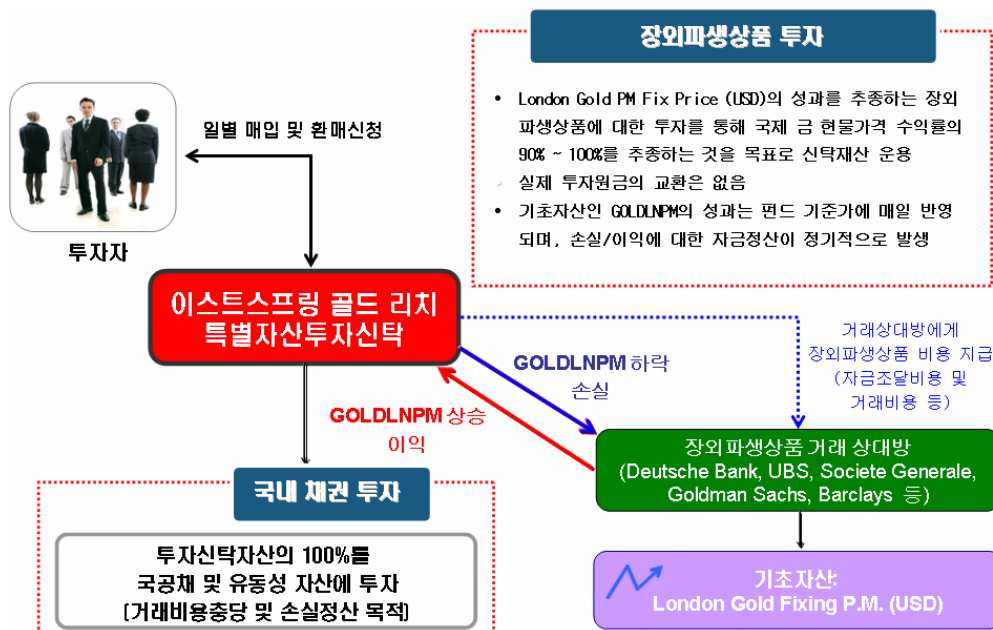 장외파생상품 투자
• London Gold PM Fix Price (USD)의 성과를 추종하는 장외
파생상품에 대한 투자를 통해 국제 금 현물가격 수익률의
90% ~ 100%를 추종하는 것을 목표로 신탁재산 운용
실제 투자원금의 교환은 없음
• 기초자산인 GOLDLNPM의 성과는 펀드 기준가에 매일 반영
되며, 손실/이익에 대한 자금정산이 정기적으로 발생
일별 매입 및 환매신청
투자자
이스트스프링 골드 리치
특별자산투자신탁
거래상대방에게
장외파생상품 비용 지급
(자금조달비용 및
거래비용 등)
GOLDLNPM 하락
손실
GOLDLNPM 상승
이익
장외파생상품 거래 상대방
(Deutsche Bank, UBS, Societe Generale,
Goldman Sachs, Barclays 등)
국내 채권 투자
투자신탁자산의 100%를
국공채 및 유동성 자산에 투자
(거래비용충당 및 손실정산 목적)
기초자산:
London Gold Fixing P.M. (USD)